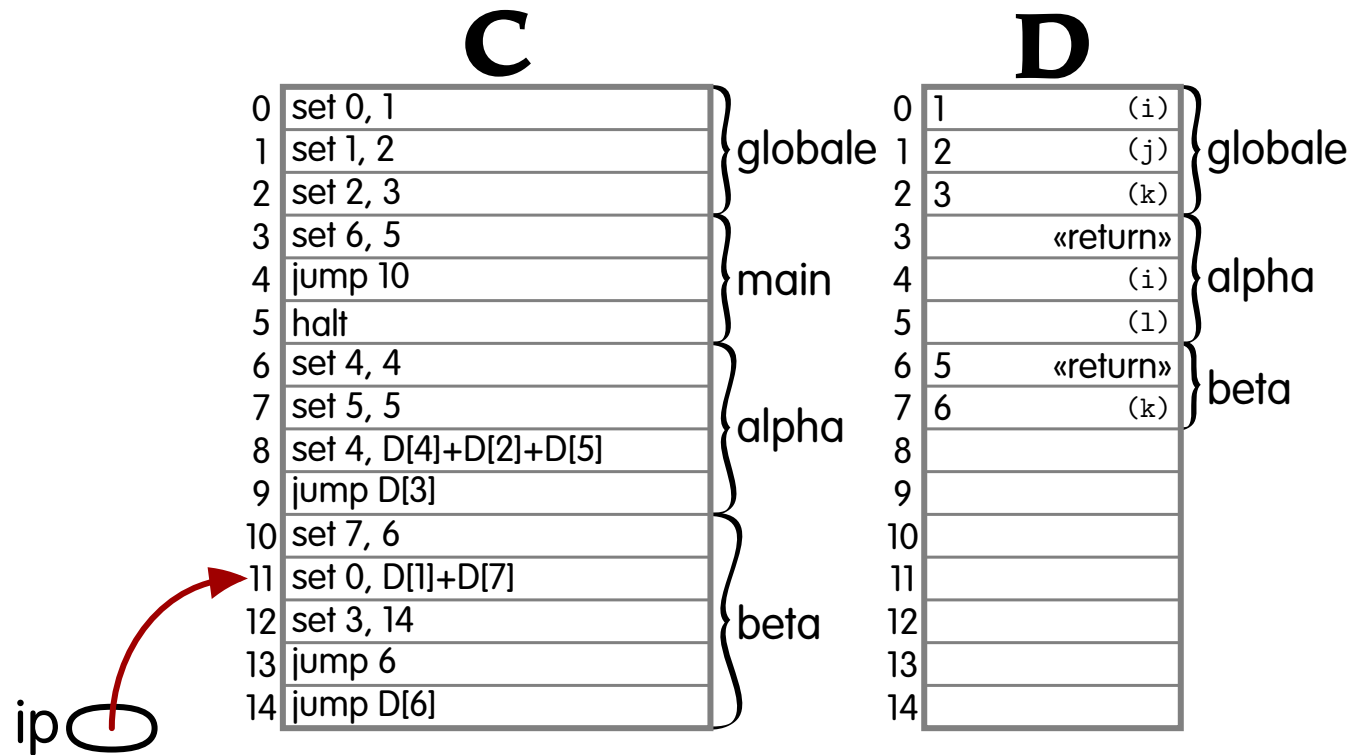 C D
0 set 0, 1 0 1 (i)
1 set 1, 2 globale 1 2 (j) globale
2 set 2, 3 2 3 (k)
3 set 6, 5 3 «return»
4 jump 10 main 4 (i) alpha
5 halt 5 (l)
6 set 4, 4 6 5 «return»
7 set 5, 5 7 6 (k) beta
8 set 4, D[4]+D[2]+D[5] alpha 8
9 jump D[3] 9
10 set 7, 6 10
11 set 0, D[1]+D[7] 11
12 set 3, 14 beta 12
13 jump 6 13
14 jump D[6] 14
ip